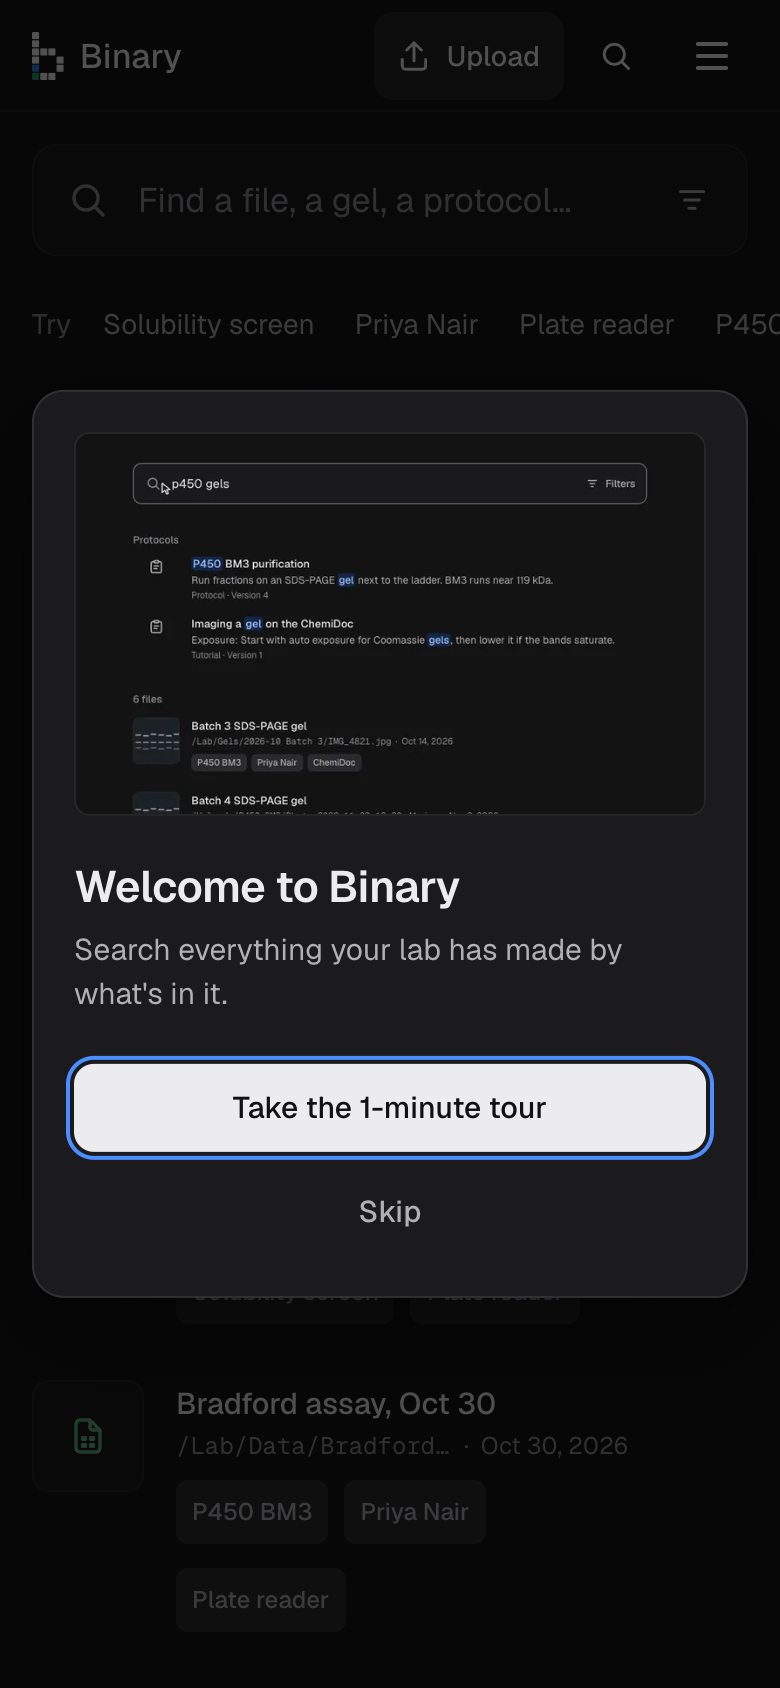 Binary
Upload
Find a file, a gel, a protocol...
Try Solubility screen Priya Nair Plate reader P450
p450 gels
Filters
Protocols
P450 BM3 purification
Run fractions on an SDS-PAGE gel next to the ladder. BM3 runs near 119 kDa.
Protocol · Version 4
Imaging a gel on the ChemiDoc
Exposure: Start with auto exposure for Coomassie gels, then lower it if the bands saturate.
Tutorial · Version 1
6 files
Batch 3 SDS-PAGE gel
/Lab/Gels/2026-10 Batch 3/IMG_4821.jpg · Oct 14, 2026
P450 BM3 Priya Nair ChemiDoc
Batch 4 SDS-PAGE gel
Welcome to Binary
Search everything your lab has made by
what's in it.
Take the 1-minute tour
Skip
Solubility screen Plate reader
Bradford assay, Oct 30
/Lab/Data/Bradford… · Oct 30, 2026
P450 BM3 Priya Nair
Plate reader